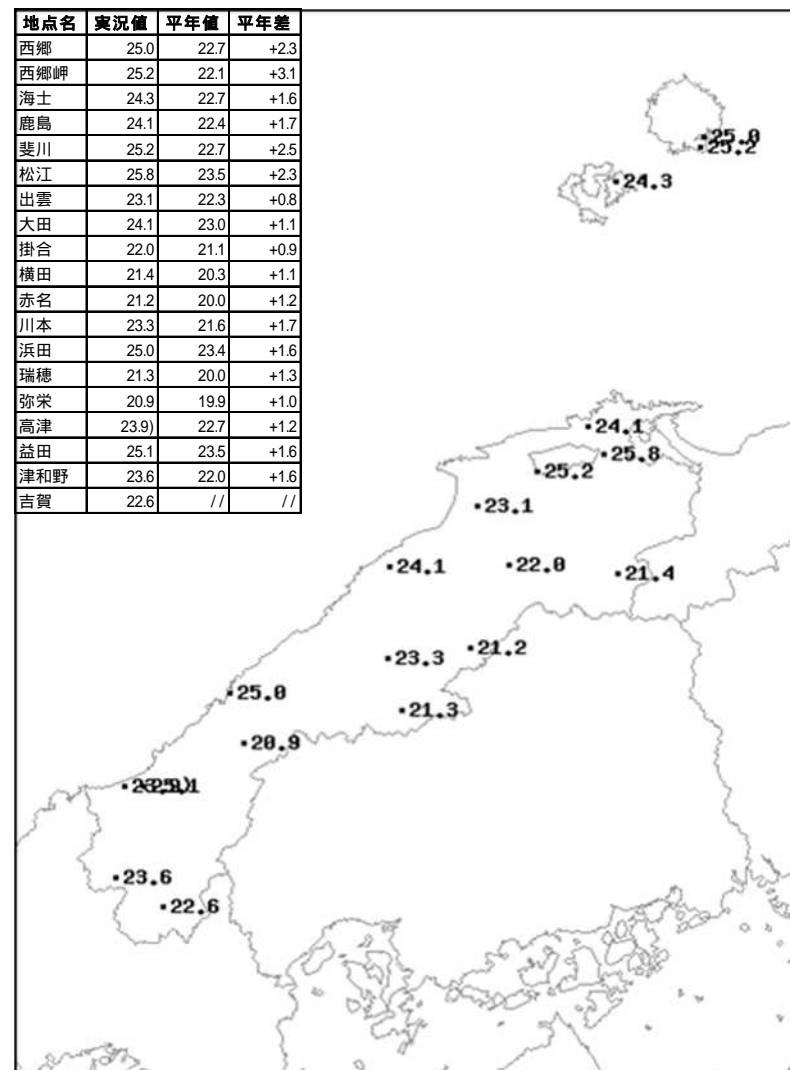 地点名 実況値 平年値 平年差
西郷 25.0 22.7 +2.3
西郷岬 25.2 22.1 +3.1
海士 24.3 22.7 +1.6
鹿島 24.1 22.4 +1.7
斐川 25.2 22.7 +2.5
松江 25.8 23.5 +2.3
出雲 23.1 22.3 +0.8
大田 24.1 23.0 +1.1
掛合 22.0 21.1 +0.9
横田 21.4 20.3 +1.1
赤名 21.2 20.0 +1.2
川本 23.3 21.6 +1.7
浜田 25.0 23.4 +1.6
瑞穂 21.3 20.0 +1.3
弥栄 20.9 19.9 +1.0
高津 23.9) 22.7 +1.2
益田 25.1 23.5 +1.6
津和野 23.6 22.0 +1.6
吉賀 22.6 // //
25.0
25.2
24.3
24.1
25.8
25.2
23.1
24.1
22.0
21.4
21.2
23.3
25.0
21.3
20.9
23.6
22.6